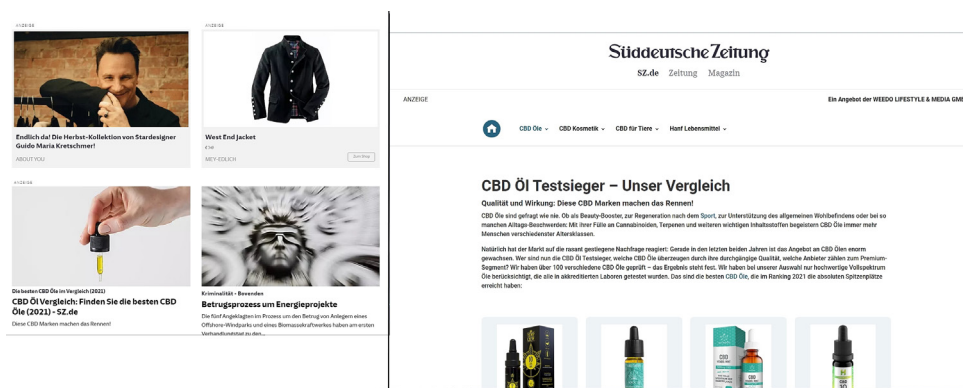 ANZEIGE
Endlich da! Die Herbst-Kollektion von Stardesigner
Guido Maria Kretschmer!
ABOUT YOU
ANZEIGE
West End Jacket
MEY-EDLICH
Zum Shop
ANZEIGE
Die besten CBD Öle im Vergleich (2021)
CBD Öl Vergleich: Finden Sie die besten CBD
Öle (2021) - SZ.de
Diese CBD Marken machen das Rennen!
Kriminalität - Bovenden
Betrugsprozess um Energieprojekte
Die fünf Angeklagten im Prozess um den Betrug von Anlegern eines
Offshore-Windparks und eines Biomassekraftwerkes haben am ersten
Verhandlungstag zu den...
Süddeutsche Zeitung
SZ.de Zeitung Magazin
ANZEIGE
Ein Angebot der WEEDO LIFESTYLE & MEDIA GM
CBD Öle CBD Kosmetik CBD für Tiere Hanf Lebensmittel
CBD Öl Testsieger – Unser Vergleich
Qualität und Wirkung: Diese CBD Marken machen das Rennen!
CBD Öle sind gefragt wie nie. Ob als Beauty-Booster, zur Regeneration nach dem Sport, zur Unterstützung des allgemeinen Wohlbefindens oder bei so
manchen Alltags-Beschwerden: Mit ihrer Fülle an Cannabinoiden, Terpenen und weiteren wichtigen Inhaltsstoffen begeistern CBD Öle immer mehr
Menschen verschiedenster Altersklassen.
Natürlich hat der Markt auf die rasant gestiegene Nachfrage reagiert: Gerade in den letzten beiden Jahren ist das Angebot an CBD Ölen enorm
gewachsen. Wer sind nun die CBD Öl Testsieger, welche CBD Öle überzeugen durch ihre durchgängige Qualität, welche Anbieter zählen zum Premium-
Segment? Wir haben über 100 verschiedene CBD Öle geprüft – das Ergebnis steht fest. Wir haben bei unserer Auswahl nur hochwertige Vollspektrum
Öle berücksichtigt, die alle in akkreditierten Laboren getestet wurden. Das sind die besten CBD Öle, die im Ranking 2021 die absoluten Spitzenplätze
erreicht haben:
CBD
CBD